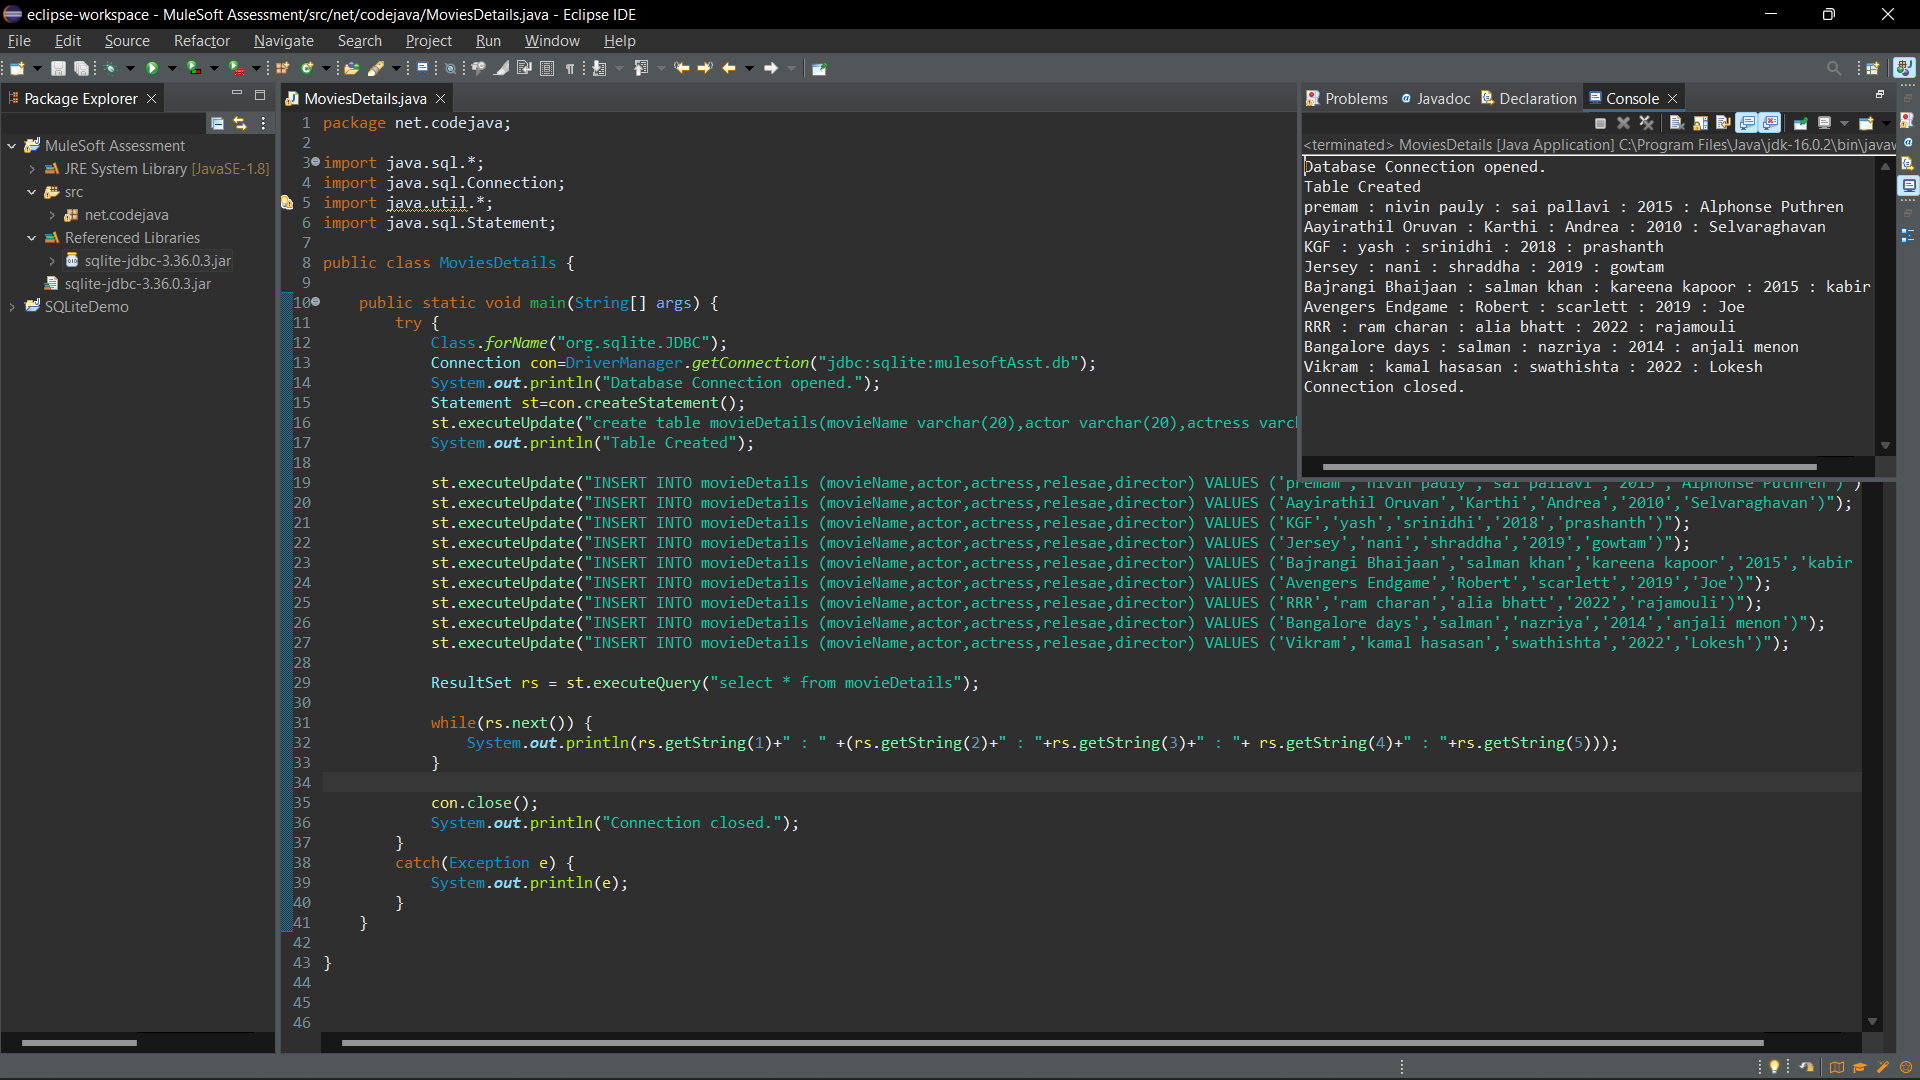 eclipse-workspace - MuleSoft Assessment/src/net/codejava/MoviesDetails.java - Eclipse IDE
File Edit Source Refactor Navigate Search Project Run Window Help
Package Explorer
MuleSoft Assessment
JRE System Library [JavaSE-1.8]
src
net.codejava
Referenced Libraries
sqlite-jdbc-3.36.0.3.jar
sqlite-jdbc-3.36.0.3.jar
SQLiteDemo
MoviesDetails.java
1 package net.codejava;
2
3 import java.sql.*;
4 import java.sql.Connection;
5 import java.util.*;
6 import java.sql.Statement;
7
8 public class MoviesDetails {
9
10 public static void main(String[] args) {
11 try {
12 Class.forName("org.sqlite.JDBC");
13 Connection con=DriverManager.getConnection("jdbc:sqlite:mulesoftAsst.db");
14 System.out.println("Database Connection opened.");
15 Statement st=con.createStatement();
16 st.executeUpdate("create table movieDetails(movieName varchar(20),actor varchar(20),actress varc
17 System.out.println("Table Created");
18
19 st.executeUpdate("INSERT INTO movieDetails (movieName,actor,actress,relesae,director) VALUES ('premam','nivin pauly','sai pallavi','2015','Alphonse Puthren')
20 st.executeUpdate("INSERT INTO movieDetails (movieName,actor,actress,relesae,director) VALUES ('Aayirathil Oruvan','Karthi','Andrea','2010','Selvaraghavan')");
21 st.executeUpdate("INSERT INTO movieDetails (movieName,actor,actress,relesae,director) VALUES ('KGF','yash','srinidhi','2018','prashanth')");
22 st.executeUpdate("INSERT INTO movieDetails (movieName,actor,actress,relesae,director) VALUES ('Jersey','nani','shraddha','2019','gowtam')");
23 st.executeUpdate("INSERT INTO movieDetails (movieName,actor,actress,relesae,director) VALUES ('Bajrangi Bhaijaan','salman khan','kareena kapoor','2015','kabir
24 st.executeUpdate("INSERT INTO movieDetails (movieName,actor,actress,relesae,director) VALUES ('Avengers Endgame','Robert','scarlett','2019','Joe')");
25 st.executeUpdate("INSERT INTO movieDetails (movieName,actor,actress,relesae,director) VALUES ('RRR','ram charan','alia bhatt','2022','rajamouli')");
26 st.executeUpdate("INSERT INTO movieDetails (movieName,actor,actress,relesae,director) VALUES ('Bangalore days','salman','nazriya','2014','anjali menon')");
27 st.executeUpdate("INSERT INTO movieDetails (movieName,actor,actress,relesae,director) VALUES ('Vikram','kamal hasasan','swathishta','2022','Lokesh')");
28
29 ResultSet rs = st.executeQuery("select * from movieDetails");
30
31 while(rs.next()) {
32 System.out.println(rs.getString(1)+" : " +(rs.getString(2)+" : "+rs.getString(3)+" : "+ rs.getString(4)+" : "+rs.getString(5)));
33 }
34
35 con.close();
36 System.out.println("Connection closed.");
37 }
38 catch(Exception e) {
39 System.out.println(e);
40 }
41 }
42
43 }
44
45
46
Problems Javadoc Declaration Console
<terminated> MoviesDetails [Java Application] C:\Program Files\Java\jdk-16.0.2\bin\javaw
Database Connection opened.
Table Created
premam : nivin pauly : sai pallavi : 2015 : Alphonse Puthren
Aayirathil Oruvan : Karthi : Andrea : 2010 : Selvaraghavan
KGF : yash : srinidhi : 2018 : prashanth
Jersey : nani : shraddha : 2019 : gowtam
Bajrangi Bhaijaan : salman khan : kareena kapoor : 2015 : kabir
Avengers Endgame : Robert : scarlett : 2019 : Joe
RRR : ram charan : alia bhatt : 2022 : rajamouli
Bangalore days : salman : nazriya : 2014 : anjali menon
Vikram : kamal hasasan : swathishta : 2022 : Lokesh
Connection closed.